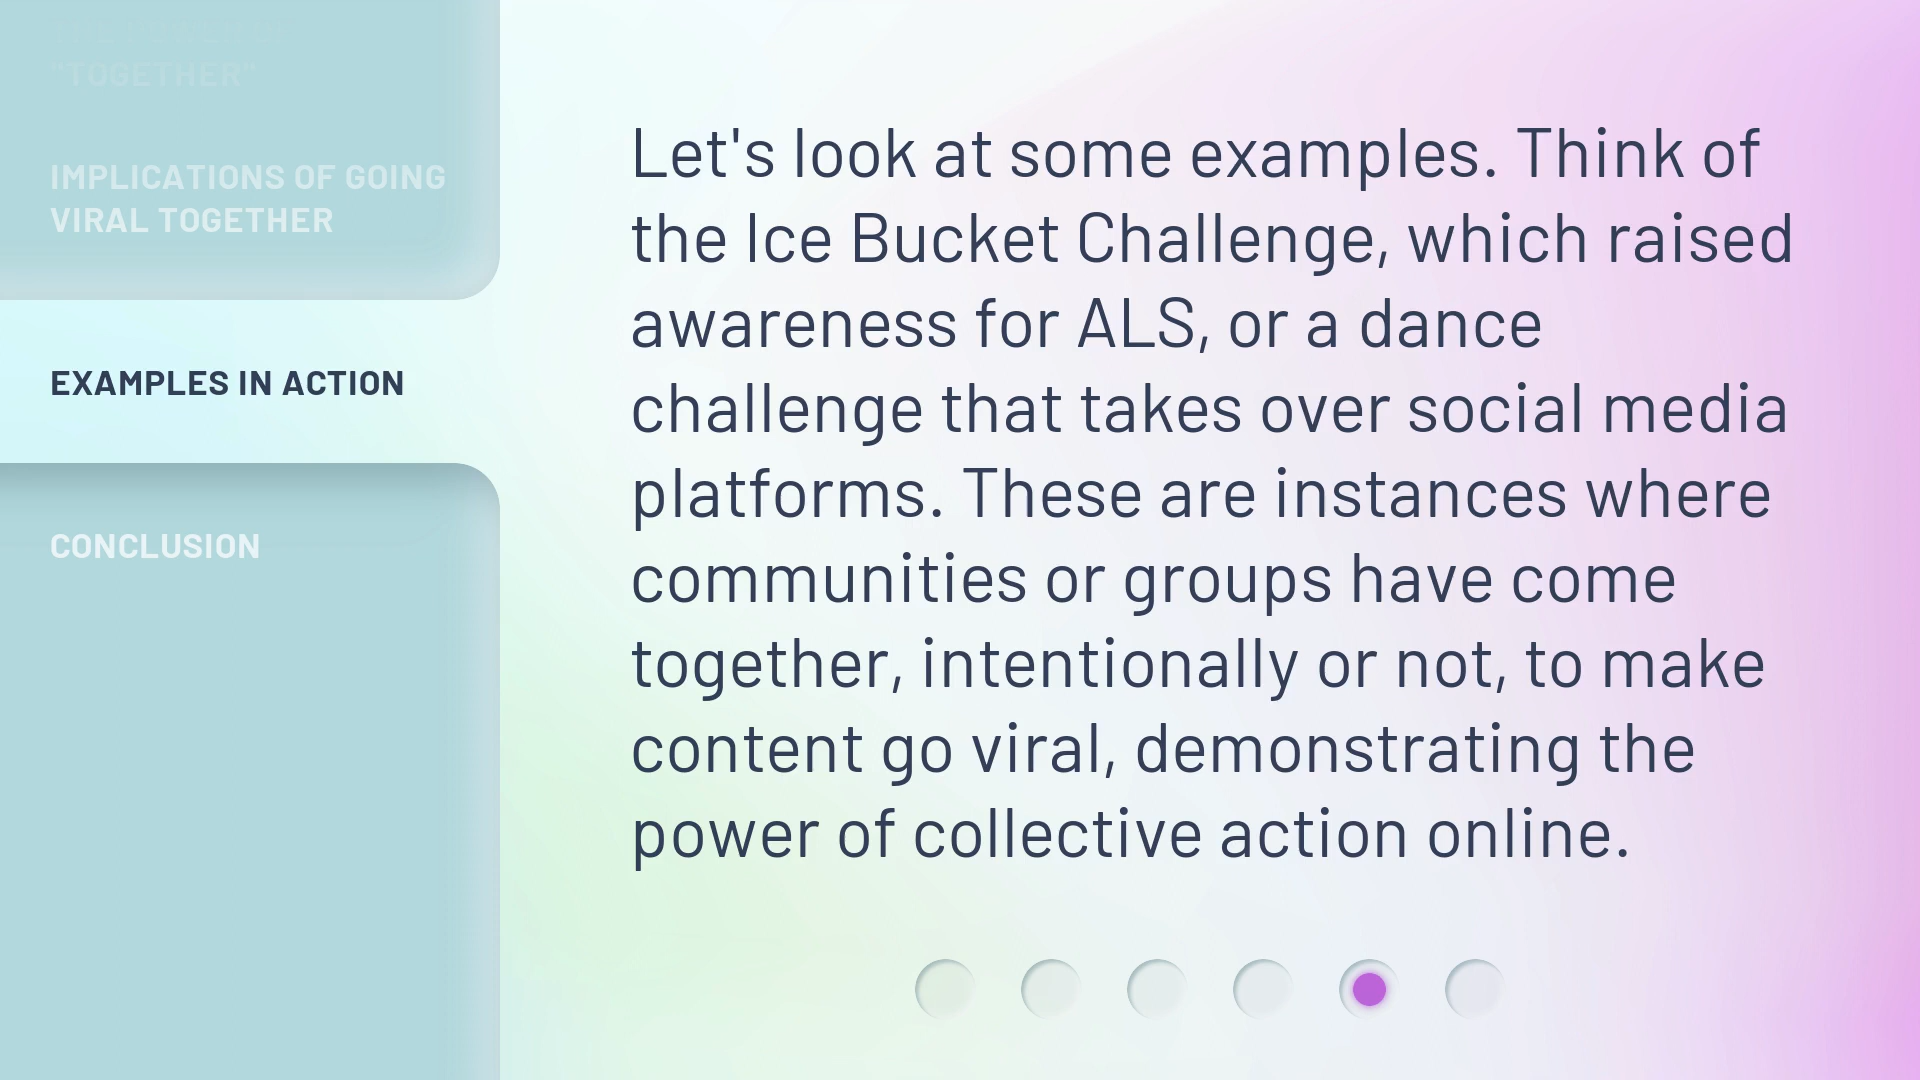 "TOGETHER"
IMPLICATIONS OF GOING
VIRAL TOGETHER
EXAMPLES IN ACTION
CONCLUSION
Let's look at some examples. Think of
the Ice Bucket Challenge, which raised
awareness for ALS, or a dance
challenge that takes over social media
platforms. These are instances where
communities or groups have come
together, intentionally or not, to make
content go viral, demonstrating the
power of collective action online.